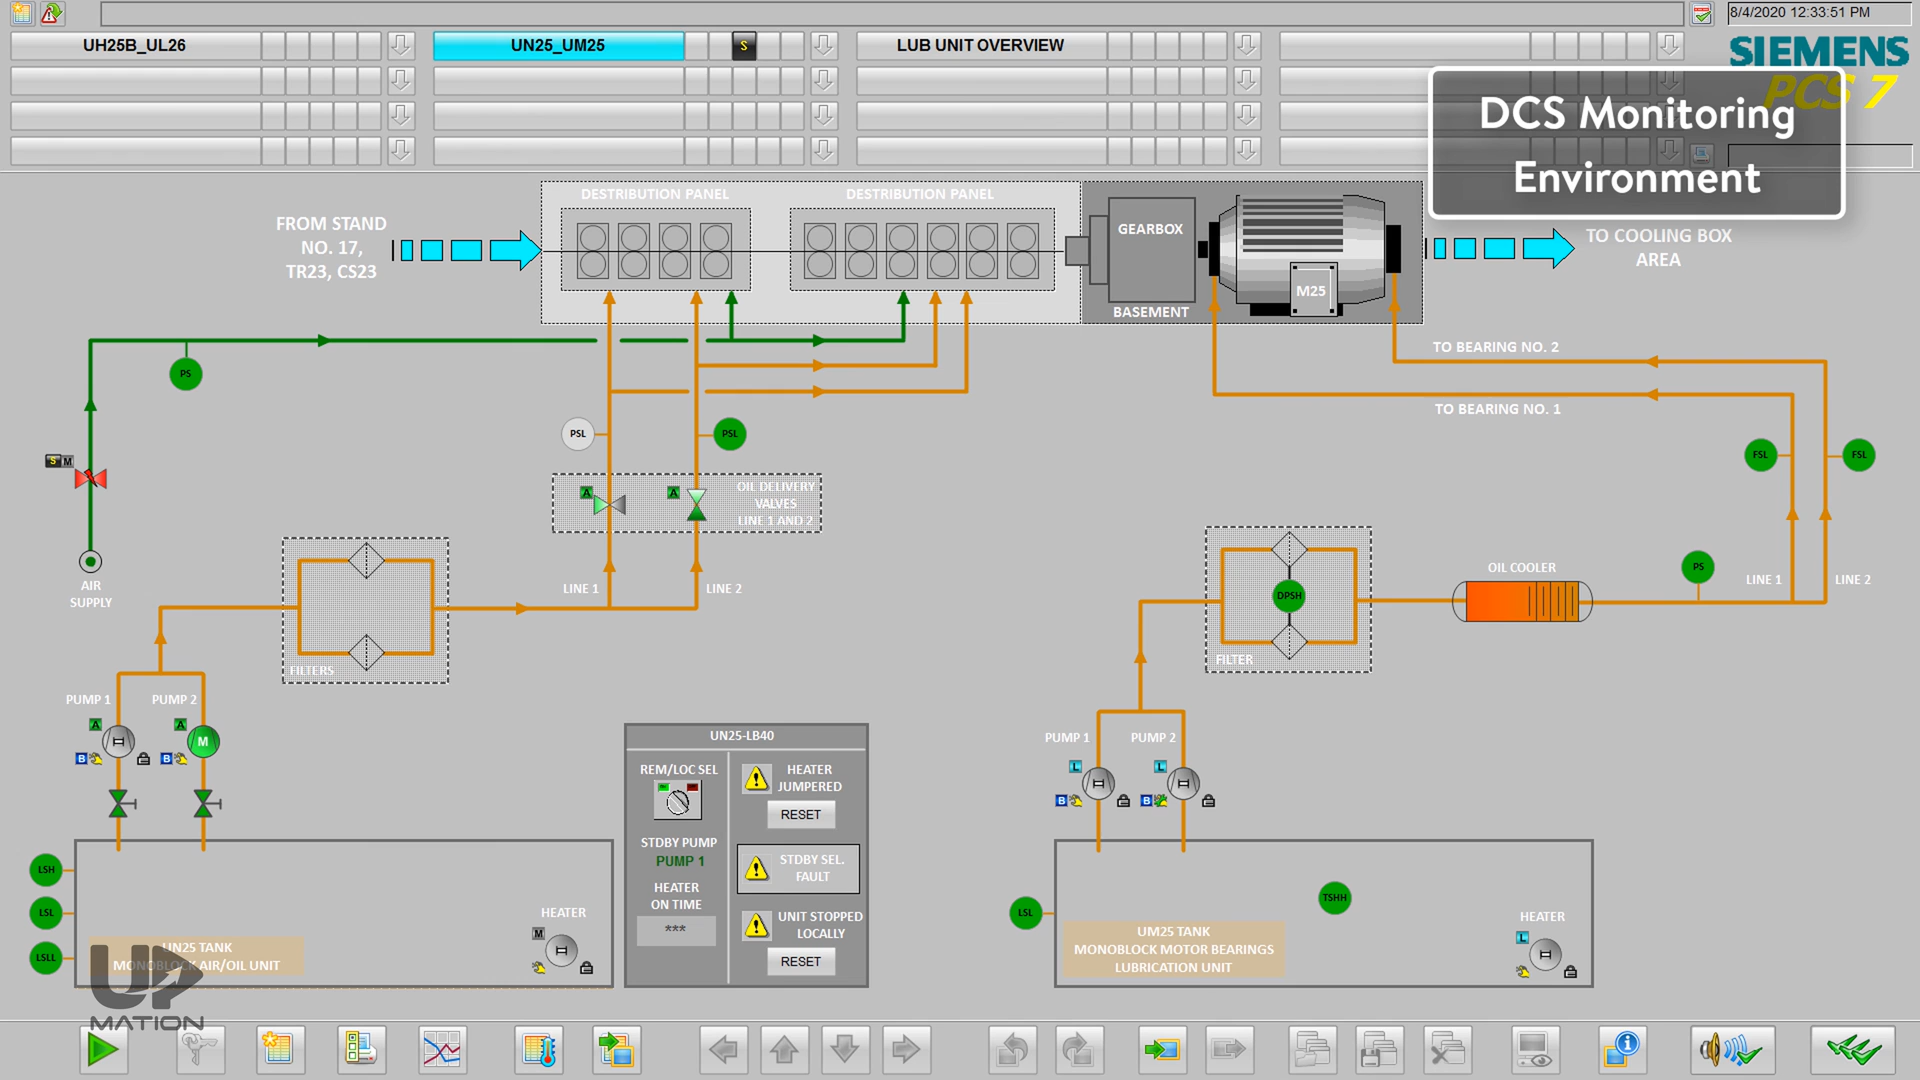 8/4/2020 12:33:51 PM
UH25B_UL26
UN25_UM25
S
LUB UNIT OVERVIEW
SIEMENS
PCS 7
DCS Monitoring
Environment
DESTRIBUTION PANEL
DESTRIBUTION PANEL
FROM STAND
NO. 17,
TR23, CS23
GEARBOX
M25
BASEMENT
TO COOLING BOX
AREA
TO BEARING NO. 2
TO BEARING NO. 1
PS
PSL
PSL
FSL
FSL
S M
A
A
OIL DELIVERY
VALVES
LINE 1 AND 2
AIR
SUPPLY
LINE 1
LINE 2
FILTERS
DPSH
FILTER
OIL COOLER
PS
LINE 1
LINE 2
PUMP 1
PUMP 2
A
A
M
B
B
UN25-LB40
REM/LOC SEL
HEATER
JUMPERED
RESET
STDBY PUMP
PUMP 1
STDBY SEL.
FAULT
HEATER
ON TIME
***
UNIT STOPPED
LOCALLY
RESET
PUMP 1
PUMP 2
L
L
B
B
LSH
LSL
LSLL
HEATER
M
UN25 TANK
MONOBLOCK AIR/OIL UNIT
LSL
TSHH
UM25 TANK
MONOBLOCK MOTOR BEARINGS
LUBRICATION UNIT
HEATER
L
UP
MATION